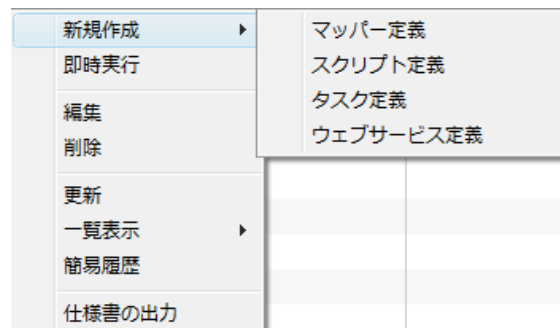 新規作成
即時実行
編集
削除
更新
一覧表示
簡易履歴
仕様書の出力
マッパー定義
スクリプト定義
タスク定義
ウェブサービス定義